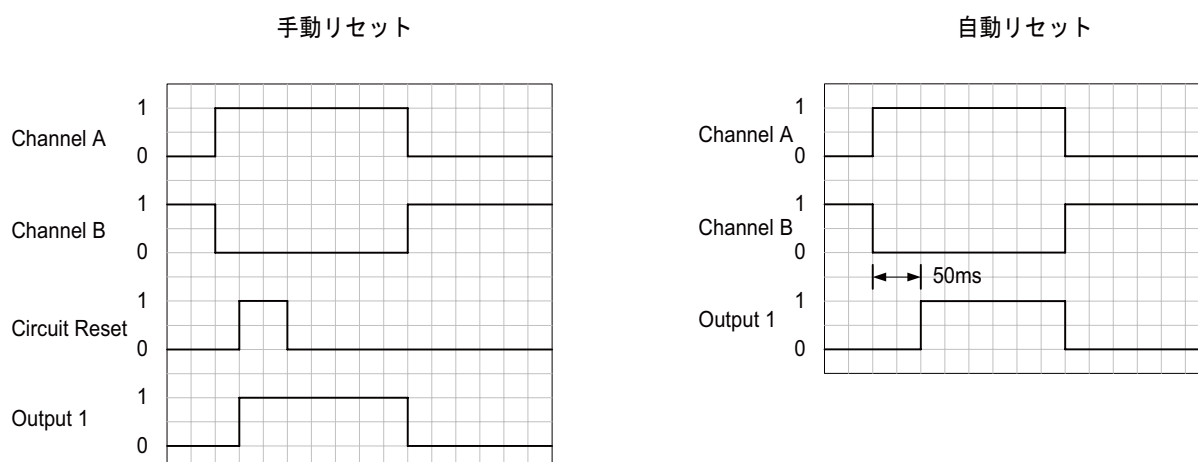 手動リセット
Channel A
1
0
Channel B
1
0
Circuit Reset
1
0
Output 1
1
0
自動リセット
Channel A
1
0
Channel B
1
0
50ms
Output 1
1
0